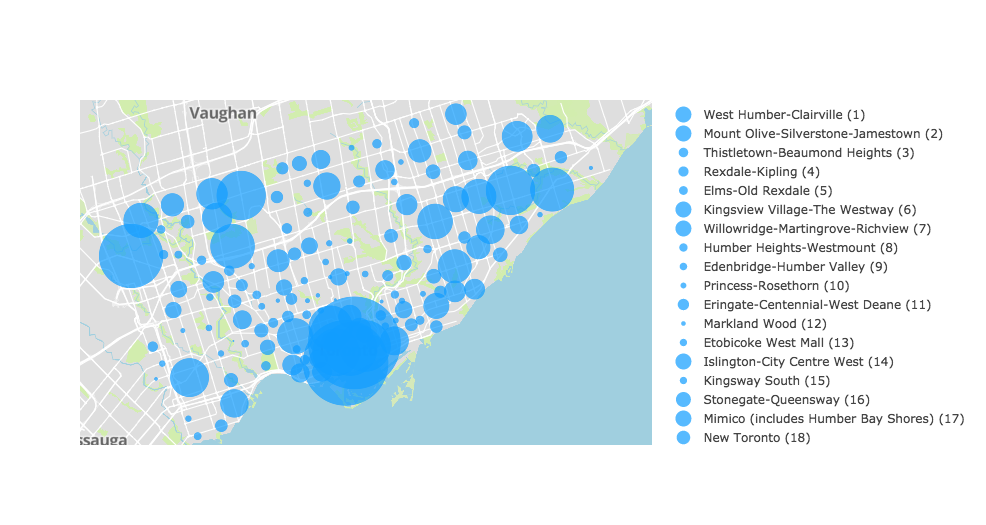 Vaughan
ssauga
West Humber-Clairville (1)
Mount Olive-Silverstone-Jamestown (2)
Thistletown-Beaumond Heights (3)
Rexdale-Kipling (4)
Elms-Old Rexdale (5)
Kingsview Village-The Westway (6)
Willowridge-Martingrove-Richview (7)
Humber Heights-Westmount (8)
Edenbridge-Humber Valley (9)
Princess-Rosethorn (10)
Eringate-Centennial-West Deane (11)
Markland Wood (12)
Etobicoke West Mall (13)
Islington-City Centre West (14)
Kingsway South (15)
Stonegate-Queensway (16)
Mimico (includes Humber Bay Shores) (17)
New Toronto (18)